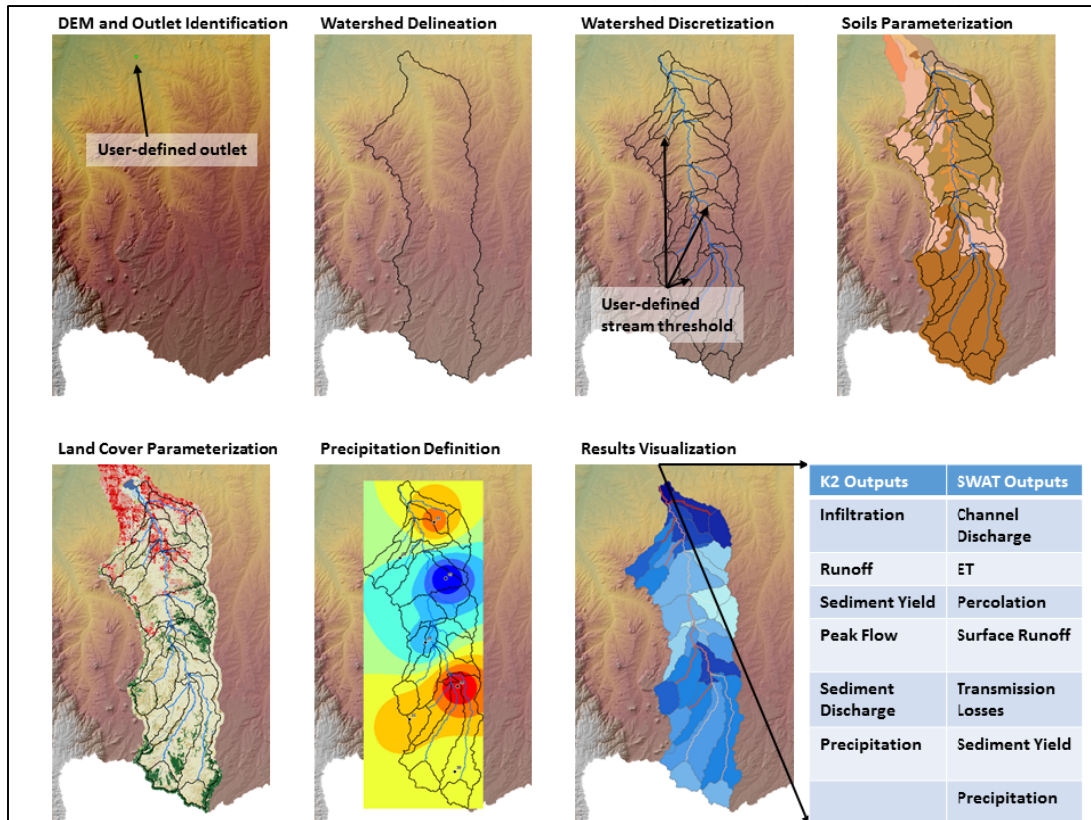 DEM and Outlet Identification
Watershed Delineation
Watershed Discretization
Soils Parameterization
User-defined outlet
User-defined
stream threshold
Land Cover Parameterization
Precipitation Definition
Results Visualization
K2 Outputs
SWAT Outputs
Infiltration
Channel
Discharge
Runoff
ET
Sediment Yield
Percolation
Peak Flow
Surface Runoff
Sediment
Discharge
Transmission
Losses
Precipitation
Sediment Yield
Precipitation